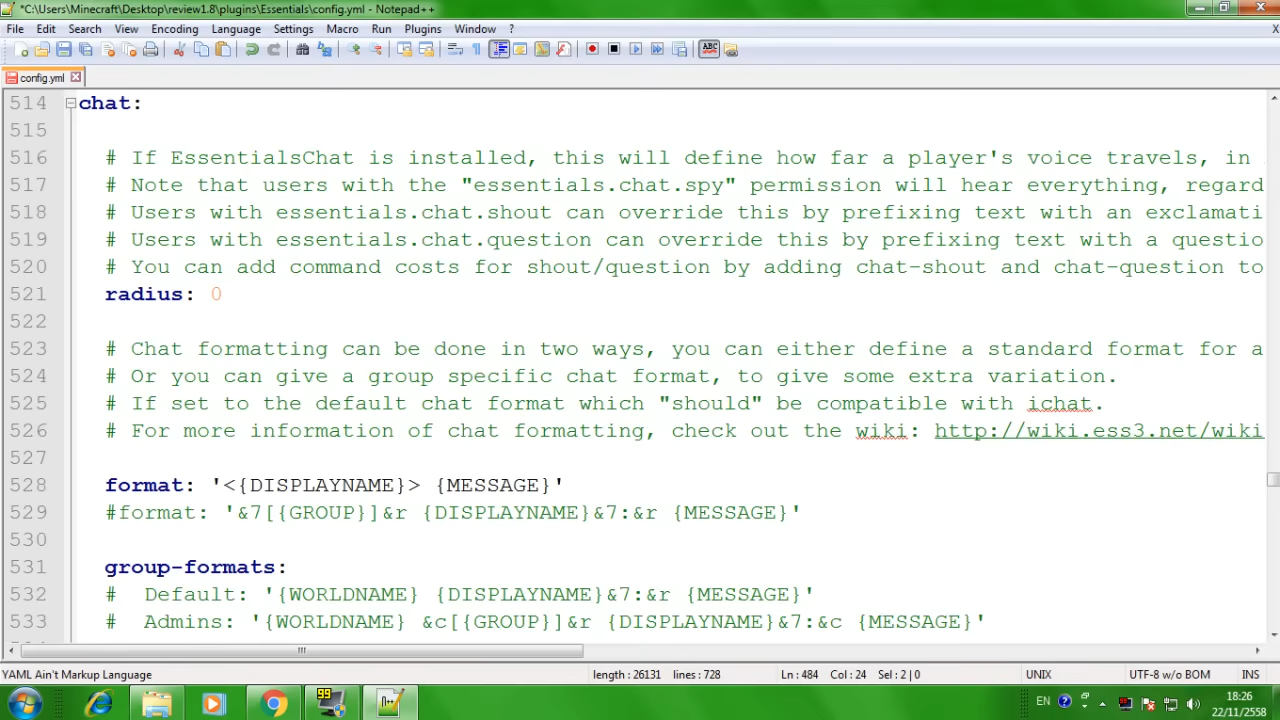 *C:\Users\Minecraft\Desktop\review1.8\plugins\Essentials\config.yml - Notepad++
File Edit Search View Encoding Language Settings Macro Run Plugins Window ? X
ABC
config.yml
514 chat:
515
516 # If EssentialsChat is installed, this will define how far a player's voice travels, in
517 # Note that users with the "essentials.chat.spy" permission will hear everything, regard
518 # Users with essentials.chat.shout can override this by prefixing text with an exclamati
519 # Users with essentials.chat.question can override this by prefixing text with a questio
520 # You can add command costs for shout/question by adding chat-shout and chat-question to
521 radius: 0
522
523 # Chat formatting can be done in two ways, you can either define a standard format for a
524 # Or you can give a group specific chat format, to give some extra variation.
525 # If set to the default chat format which "should" be compatible with ichat.
526 # For more information of chat formatting, check out the wiki: http://wiki.ess3.net/wiki
527
528 format: '<{DISPLAYNAME}> {MESSAGE}'
529 #format: '&7[{GROUP}]&r {DISPLAYNAME}&7:&r {MESSAGE}'
530
531 group-formats:
532 #  Default: '{WORLDNAME} {DISPLAYNAME}&7:&r {MESSAGE}'
533 #  Admins: '{WORLDNAME} &c[{GROUP}]&r {DISPLAYNAME}&7:&c {MESSAGE}'
YAML Ain't Markup Language length : 26131 lines : 728 Ln : 484 Col : 24 Sel : 2 | 0 UNIX UTF-8 w/o BOM INS
99 EN 18:26
22/11/2558